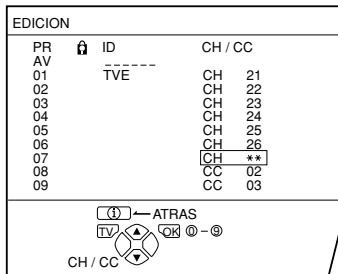 EDICION
PR ID CH / CC
AV _ _ _ _ _ _
01 TVE CH 21
02 CH 22
03 CH 23
04 CH 24
05 CH 25
06 CH 26
07 CH **
08 CC 02
09 CC 03
i ATRAS
TV OK 0 - 9
CH / CC